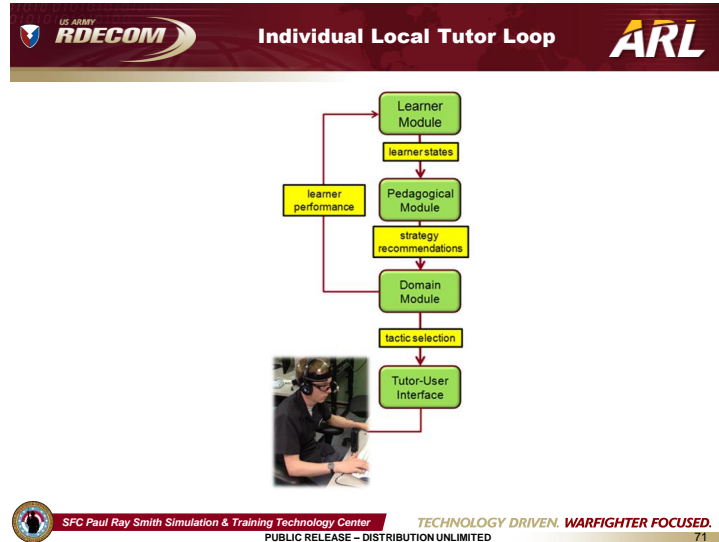 US ARMY
RDECOM
Individual Local Tutor Loop
ARL
Learner
Module
learner states
learner
performance
Pedagogical
Module
strategy
recommendations
Domain
Module
tactic selection
Tutor-User
Interface
SFC Paul Ray Smith Simulation & Training Technology Center
TECHNOLOGY DRIVEN. WARFIGHTER FOCUSED.
PUBLIC RELEASE – DISTRIBUTION UNLIMITED
71